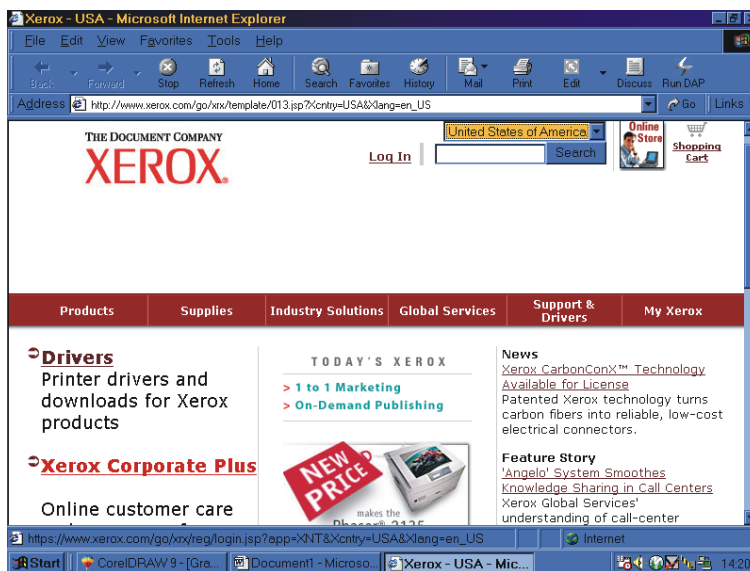 Xerox - USA - Microsoft Internet Explorer
File Edit View Favorites Tools Help
Back Forward Stop Refresh Home Search Favorites History Mail Print Edit Discuss Run DAP
Address http://www.xerox.com/go/xrx/template/013.jsp?Xcntry=USA&Xlang=en_US Go Links
THE DOCUMENT COMPANY
XEROX.®
Log In
United States of America
Search
Online
Store
Shopping
Cart
Products Supplies Industry Solutions Global Services Support & Drivers My Xerox
Drivers
Printer drivers and
downloads for Xerox
products
Xerox Corporate Plus
Online customer care
TODAY'S XEROX
> 1 to 1 Marketing
> On-Demand Publishing
NEW
PRICE
makes the
Phaser® 2135
News
Xerox CarbonConX™ Technology
Available for License
Patented Xerox technology turns
carbon fibers into reliable, low-cost
electrical connectors.
Feature Story
'Angelo' System Smoothes
Knowledge Sharing in Call Centers
Xerox Global Services'
understanding of call-center
https://www.xerox.com/go/xrx/reg/login.jsp?app=XNT&Xcntry=USA&Xlang=en_US Internet
Start CorelDRAW 9 - [Gra... Document1 - Microso... Xerox - USA - Mic... 14:20